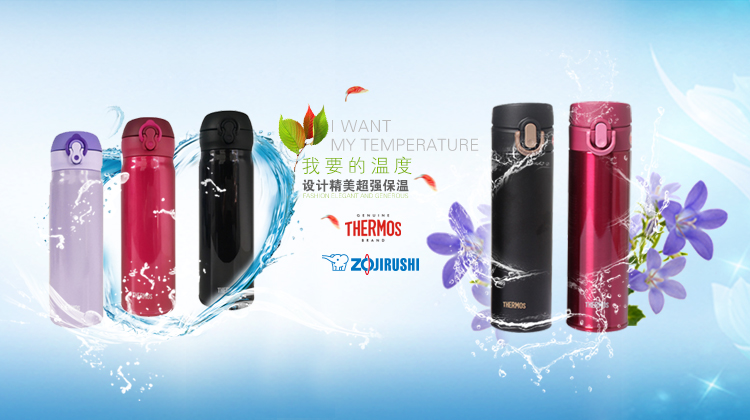 I WANT
MY TEMPERATURE
我要的温度
设计精美超强保温
FASHION ELEGANT AND GENEROUS
GENUINE
THERMOS
BRAND
ZOJIRUSHI
THERMOS
THERMOS